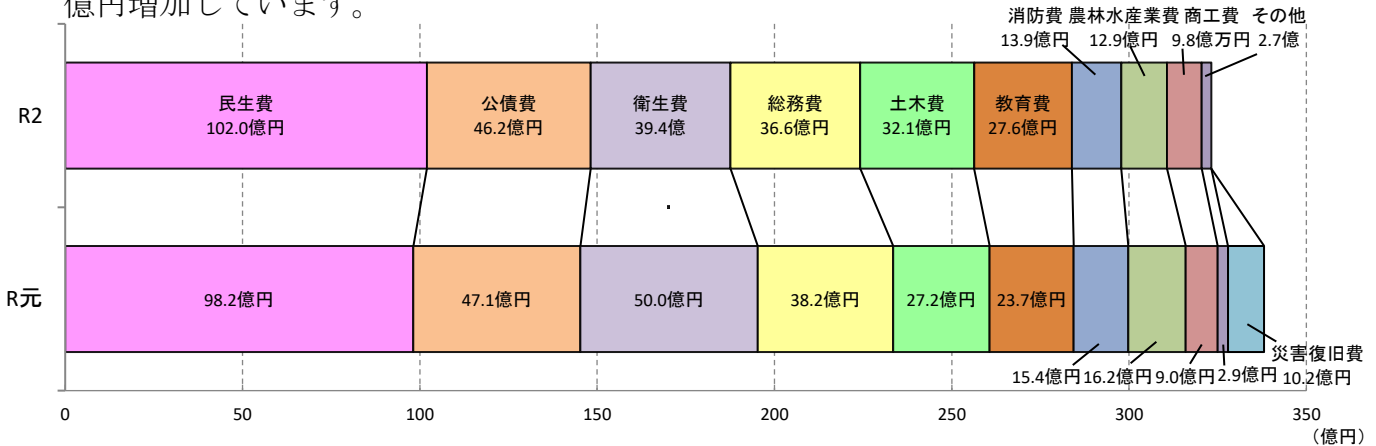 億円増加しています。
消防費 農林水産業費 商工費 その他
13.9億円 12.9億円 9.8億万円 2.7億
R2
民生費 公債費 衛生費 総務費 土木費 教育費
102.0億円 46.2億円 39.4億 36.6億円 32.1億円 27.6億円
R元
98.2億円 47.1億円 50.0億円 38.2億円 27.2億円 23.7億円
災害復旧費
15.4億円 16.2億円 9.0億円 2.9億円 10.2億円
0 50 100 150 200 250 300 350
(億円)